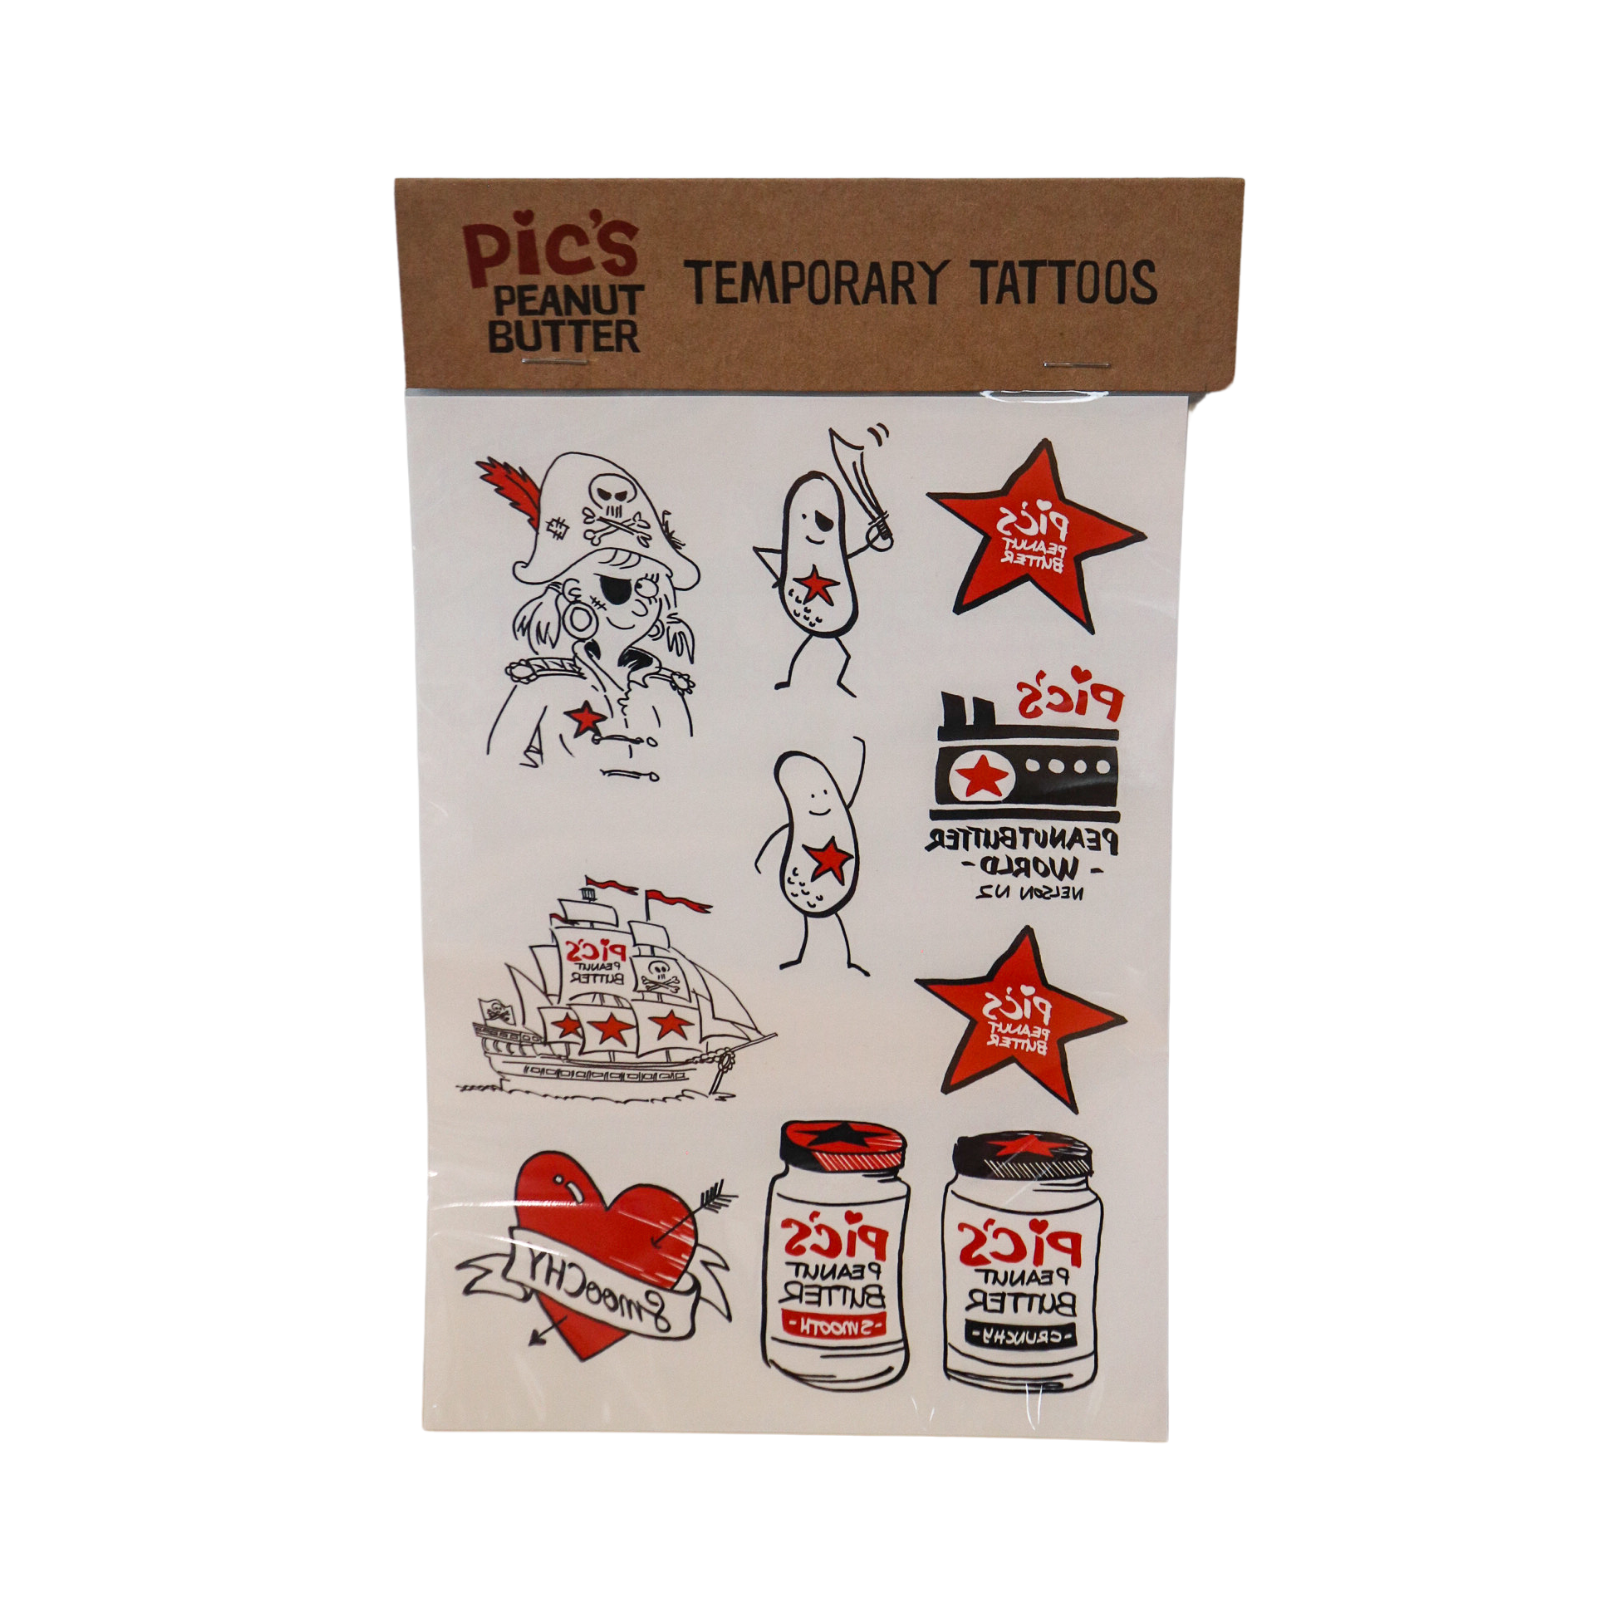 Pic's
PEANUT
BUTTER
TEMPORARY TATTOOS
Pic's
PEANUT
BUTTER
Pic's
PEANUTBUTTER
-WORLD-
NELSON NZ
Pic's
PEANUT
BUTTER
Pic's
PEANUT
BUTTER
SmooCHY
Pic's
PEANUT
BUTTER
-SMOOTH-
Pic's
PEANUT
BUTTER
-CRUNCHY-